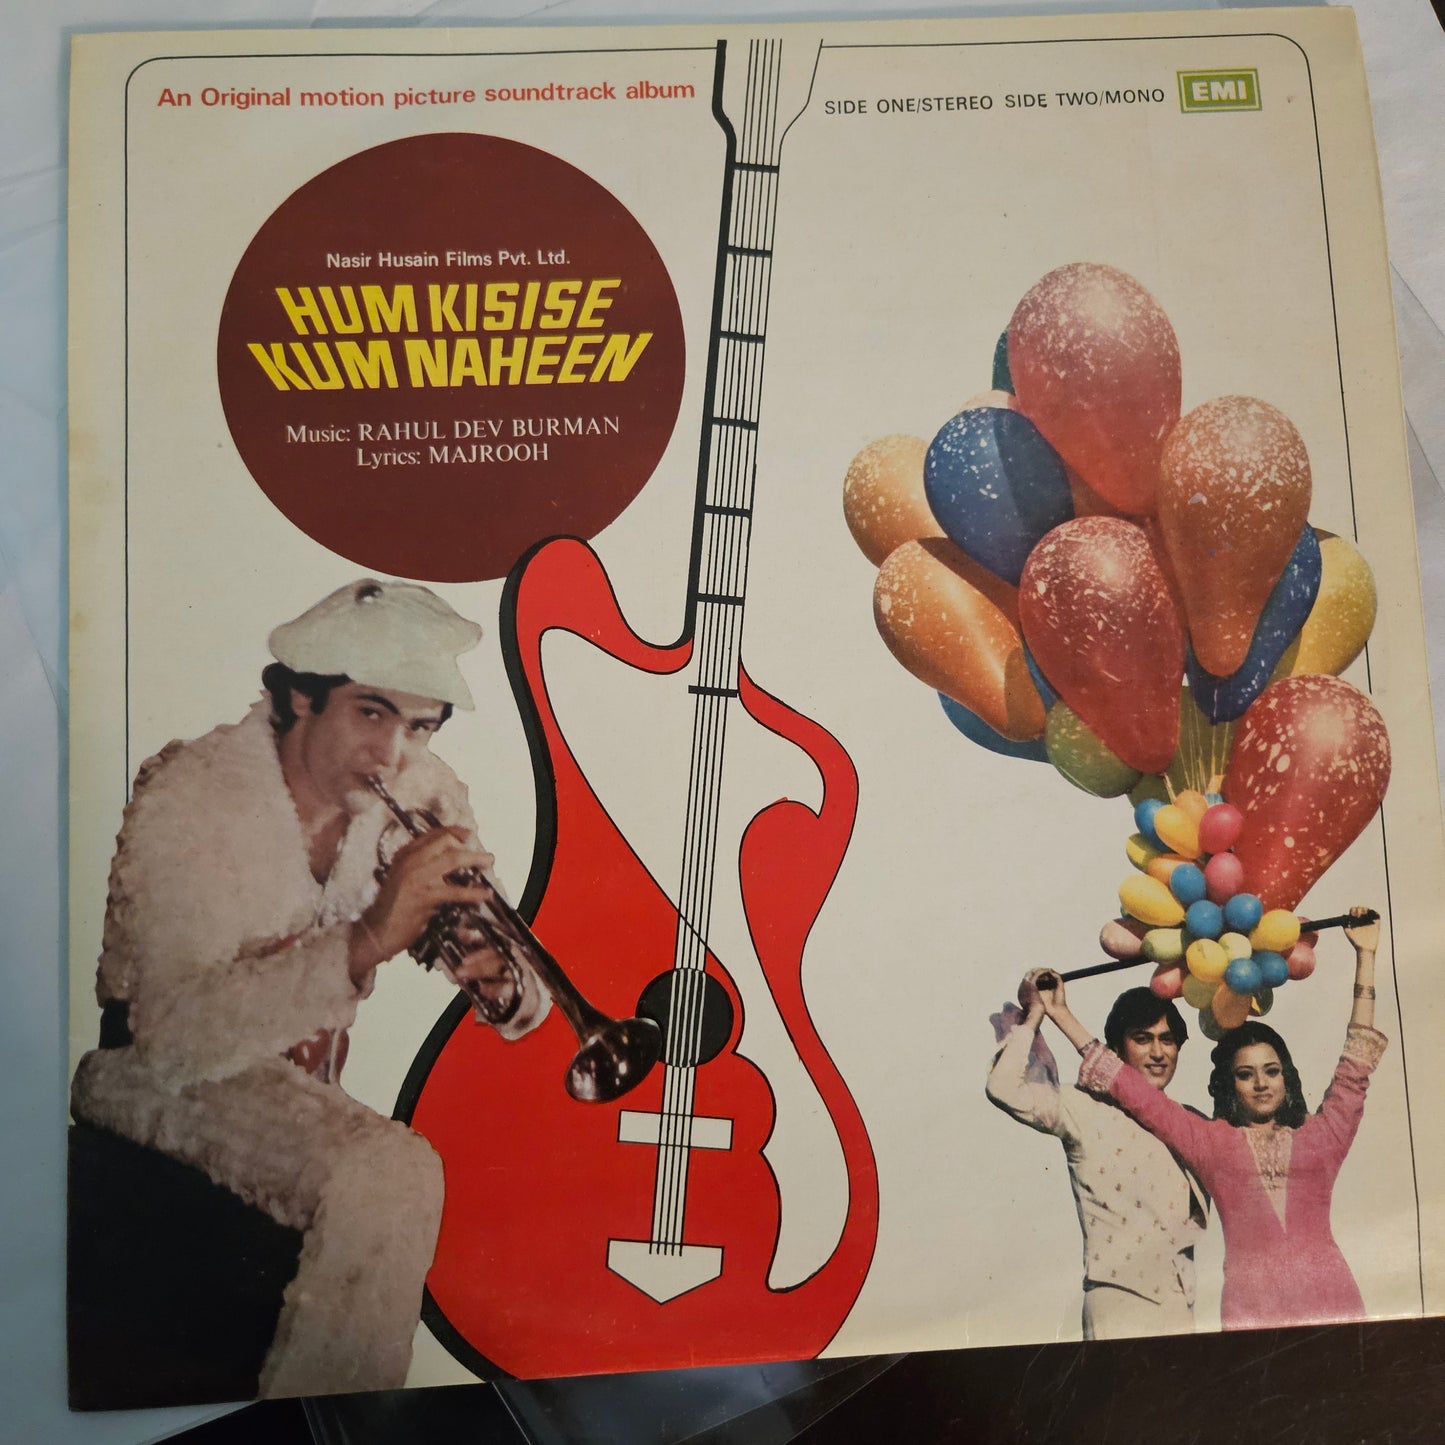 An Original motion picture soundtrack album
SIDE ONE/STEREO SIDE TWO/MONO
EMI
Nasir Husain Films Pvt. Ltd.
HUM KISISE
KUM NAHEEN
Music: RAHUL DEV BURMAN
Lyrics: MAJROOH